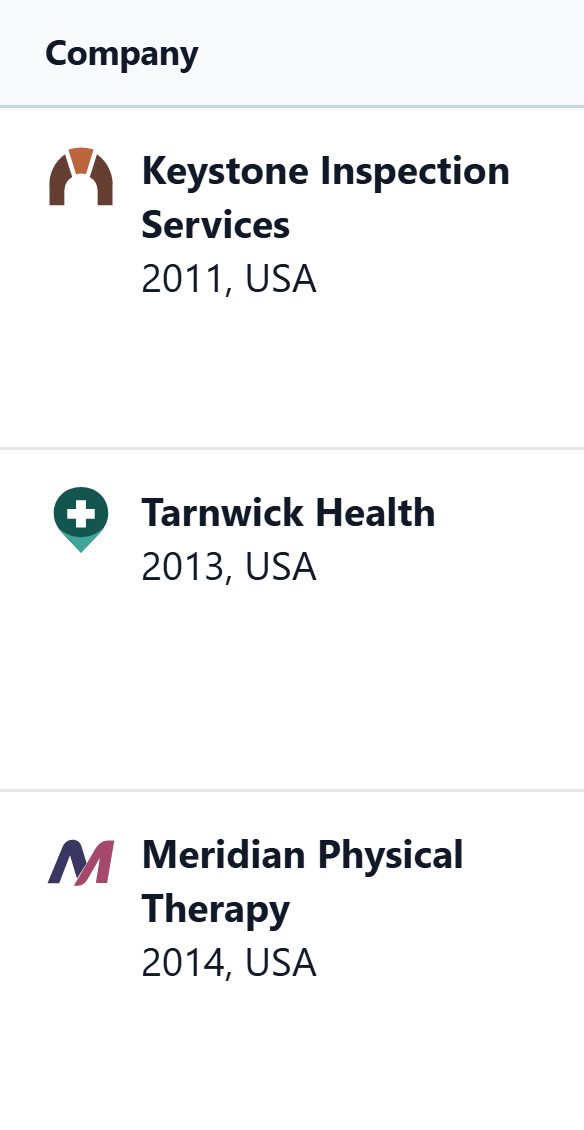 Company
Keystone Inspection
Services
2011, USA
Tarnwick Health
2013, USA
Meridian Physical
Therapy
2014, USA